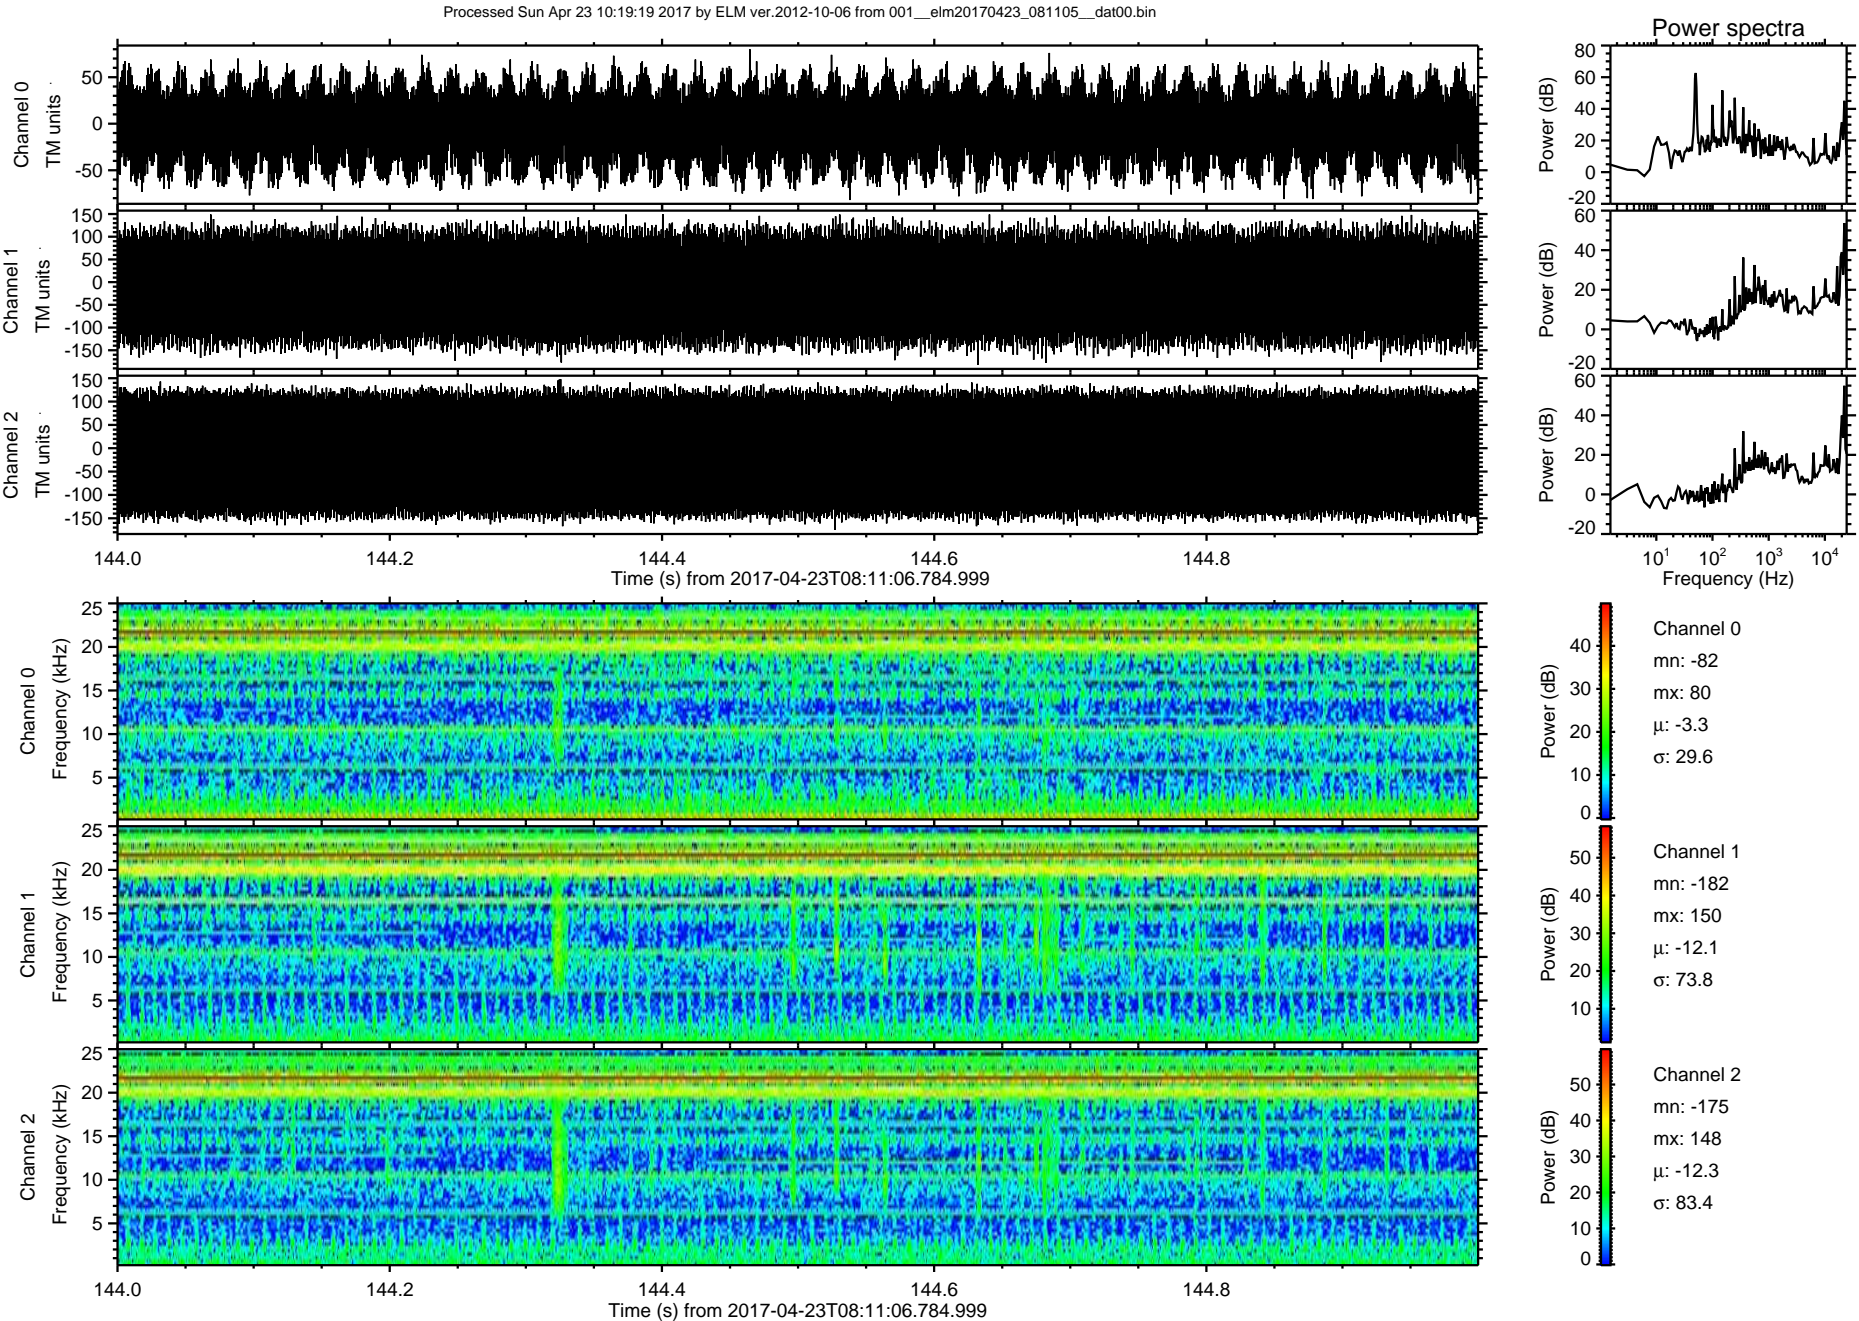 Processed Sun Apr 23 10:19:19 2017 by ELM ver.2012-10-06 from 001__elm20170423_081105__dat00.bin
Power spectra
Channel 0
TM units
50
0
-50
Power (dB)
80
60
40
20
0
-20
Channel 1
TM units
150
100
50
0
-50
-100
-150
Power (dB)
60
40
20
0
-20
Channel 2
TM units
150
100
50
0
-50
-100
-150
Power (dB)
60
40
20
0
-20
144.0 144.2 144.4 144.6 144.8
Time (s) from 2017-04-23T08:11:06.784.999
10^1 10^2 10^3 10^4
Frequency (Hz)
Channel 0
Frequency (kHz)
25
20
15
10
5
Power (dB)
40
30
20
10
0
Channel 0
mn: -82
mx: 80
μ: -3.3
σ: 29.6
Channel 1
Frequency (kHz)
25
20
15
10
5
Power (dB)
50
40
30
20
10
Channel 1
mn: -182
mx: 150
μ: -12.1
σ: 73.8
Channel 2
Frequency (kHz)
25
20
15
10
5
Power (dB)
50
40
30
20
10
0
Channel 2
mn: -175
mx: 148
μ: -12.3
σ: 83.4
144.0 144.2 144.4 144.6 144.8
Time (s) from 2017-04-23T08:11:06.784.999